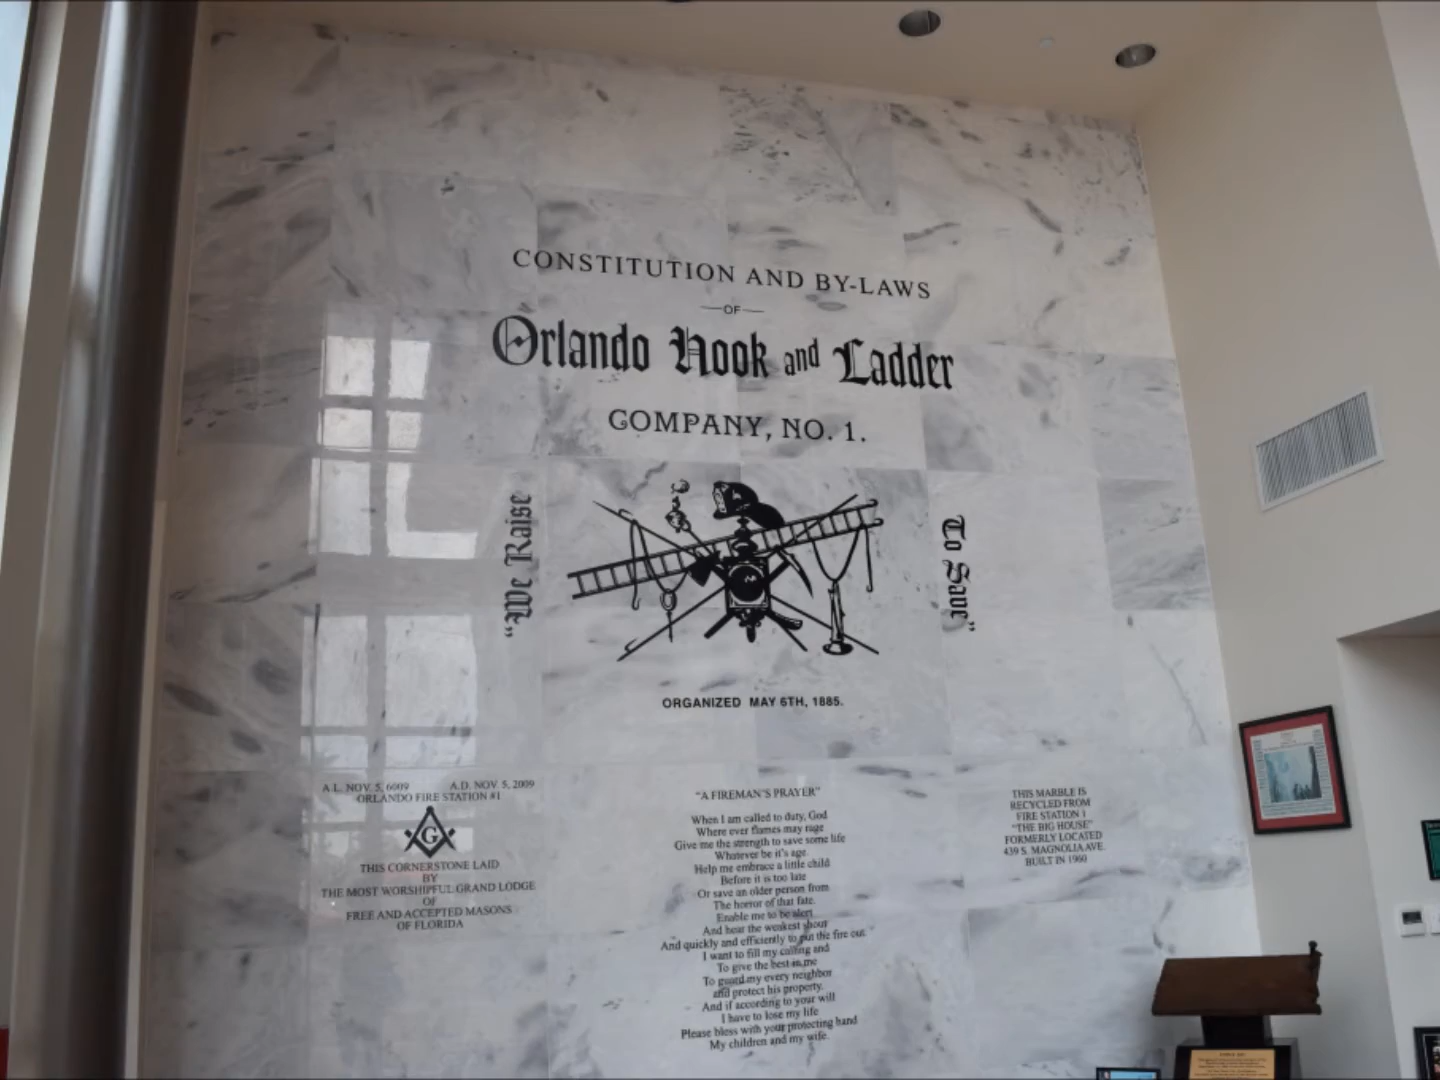 CONSTITUTION AND BY-LAWS
OF
Orlando Hook and Ladder
COMPANY, NO. 1.
"We Raise
To Save"
ORGANIZED MAY 6TH, 1885.
A.L. NOV. 5, 6009 A.D. NOV. 5, 2009
ORLANDO FIRE STATION #1
G
THIS CORNERSTONE LAID
BY
THE MOST WORSHIPFUL GRAND LODGE
OF
FREE AND ACCEPTED MASONS
OF FLORIDA
"A FIREMAN'S PRAYER"
When I am called to duty, God
Where ever flames may rage
Give me the strength to save some life
Whatever be it's age.
Help me embrace a little child
Before it is too late
Or save an older person from
The horror of that fate.
Enable me to be alert
And hear the weakest shout
And quickly and efficiently to put the fire out.
I want to fill my calling and
To give the best in me
To guard my every neighbor
and protect his property.
And if according to your will
I have to lose my life
Please bless with your protecting hand
My children and my wife.
THIS MARBLE IS
RECYCLED FROM
FIRE STATION 1
"THE BIG HOUSE"
FORMERLY LOCATED
439 S. MAGNOLIA AVE.
BUILT IN 1960